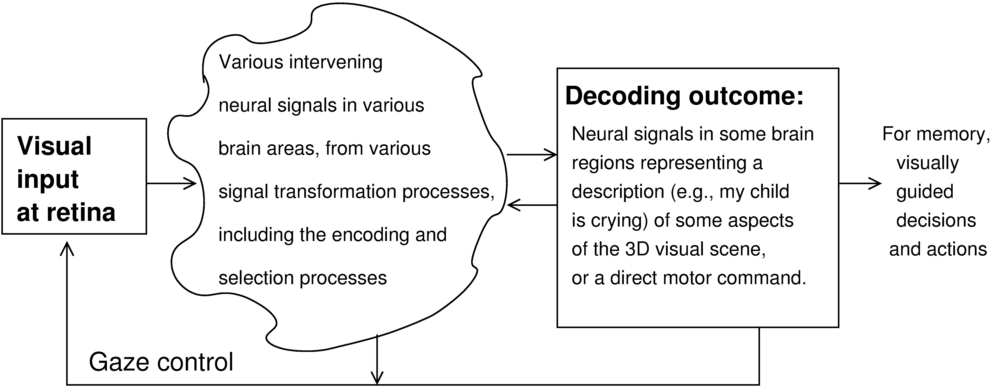 Visual
input
at retina
Various intervening
neural signals in various
brain areas, from various
signal transformation processes,
including the encoding and
selection processes
Decoding outcome:
Neural signals in some brain
regions representing a
description (e.g., my child
is crying) of some aspects
of the 3D visual scene,
or a direct motor command.
For memory,
visually
guided
decisions
and actions
Gaze control